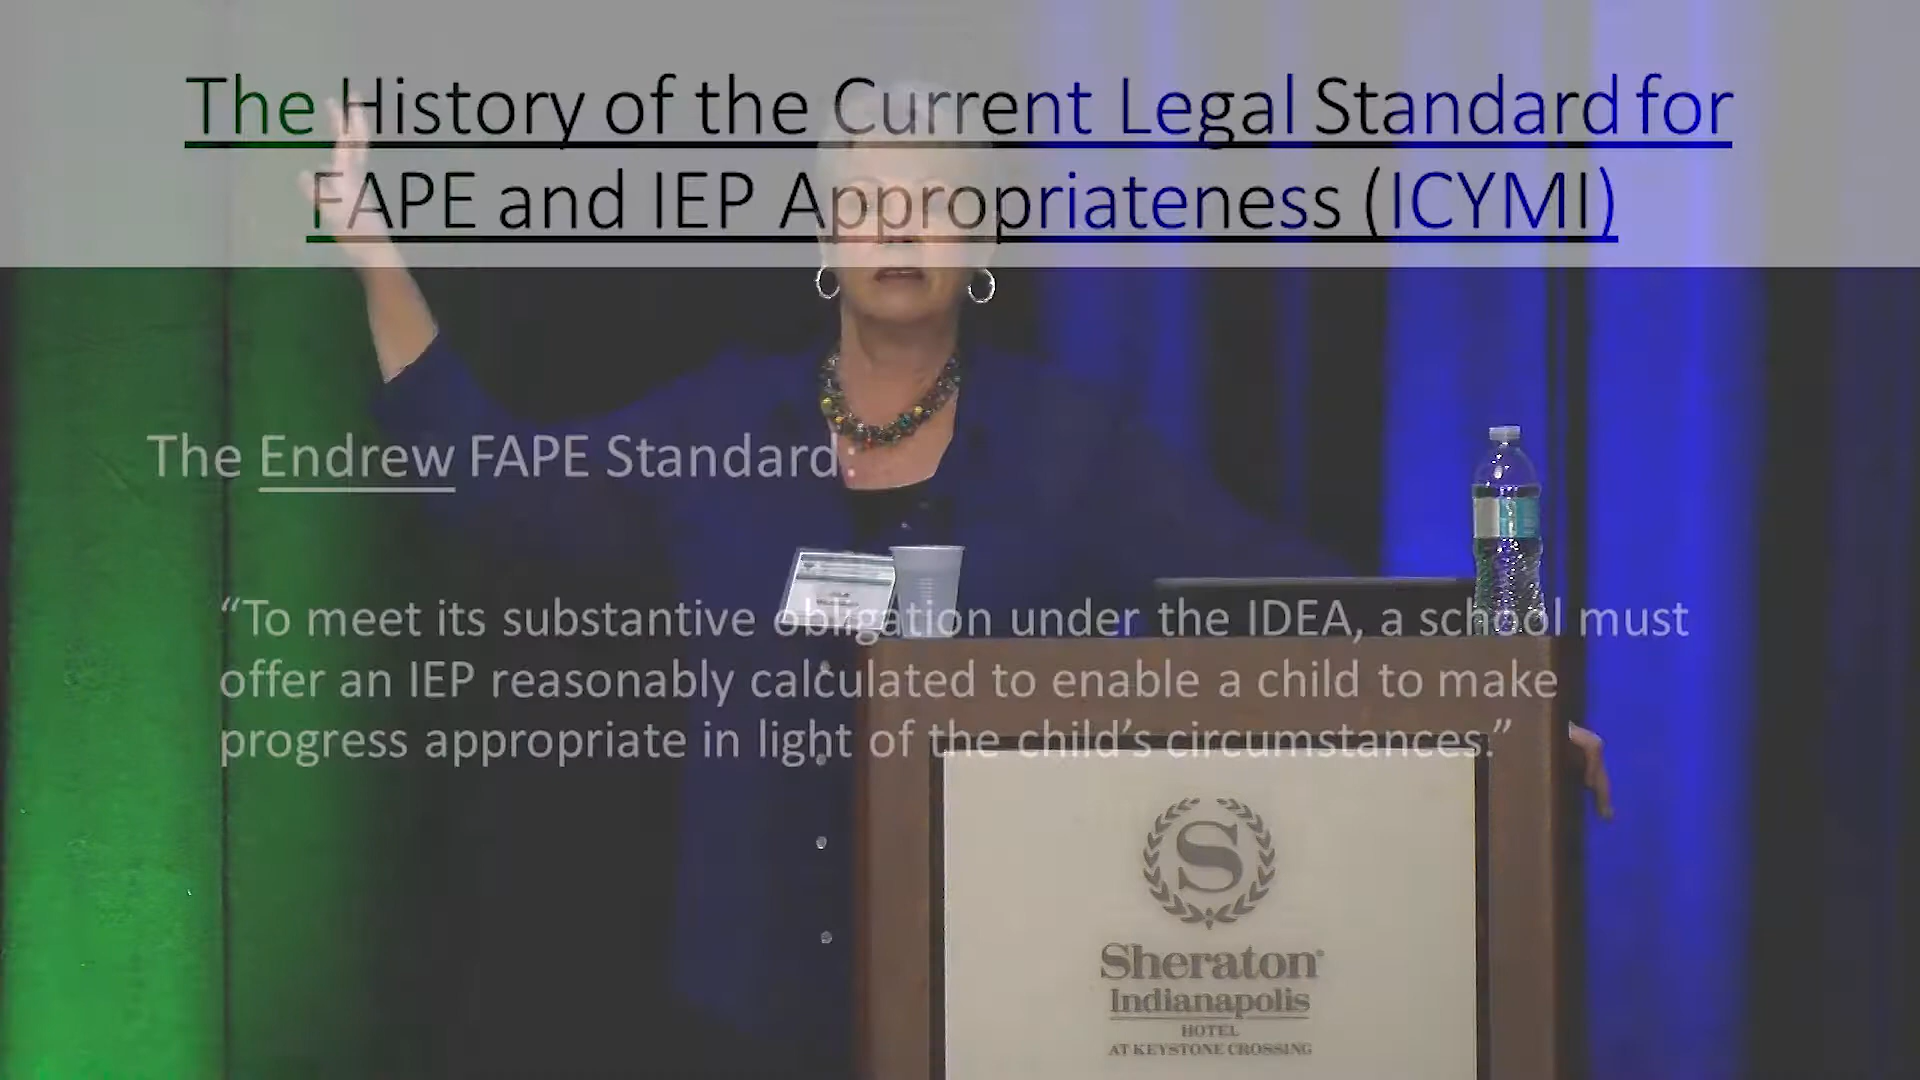 The History of the Current Legal Standard for
FAPE and IEP Appropriateness (ICYMI)
The Endrew FAPE Standard:
“To meet its substantive obligation under the IDEA, a school must
offer an IEP reasonably calculated to enable a child to make
progress appropriate in light of the child’s circumstances.”
S
Sheraton
Indianapolis
HOTEL
AT KEYSTONE CROSSING